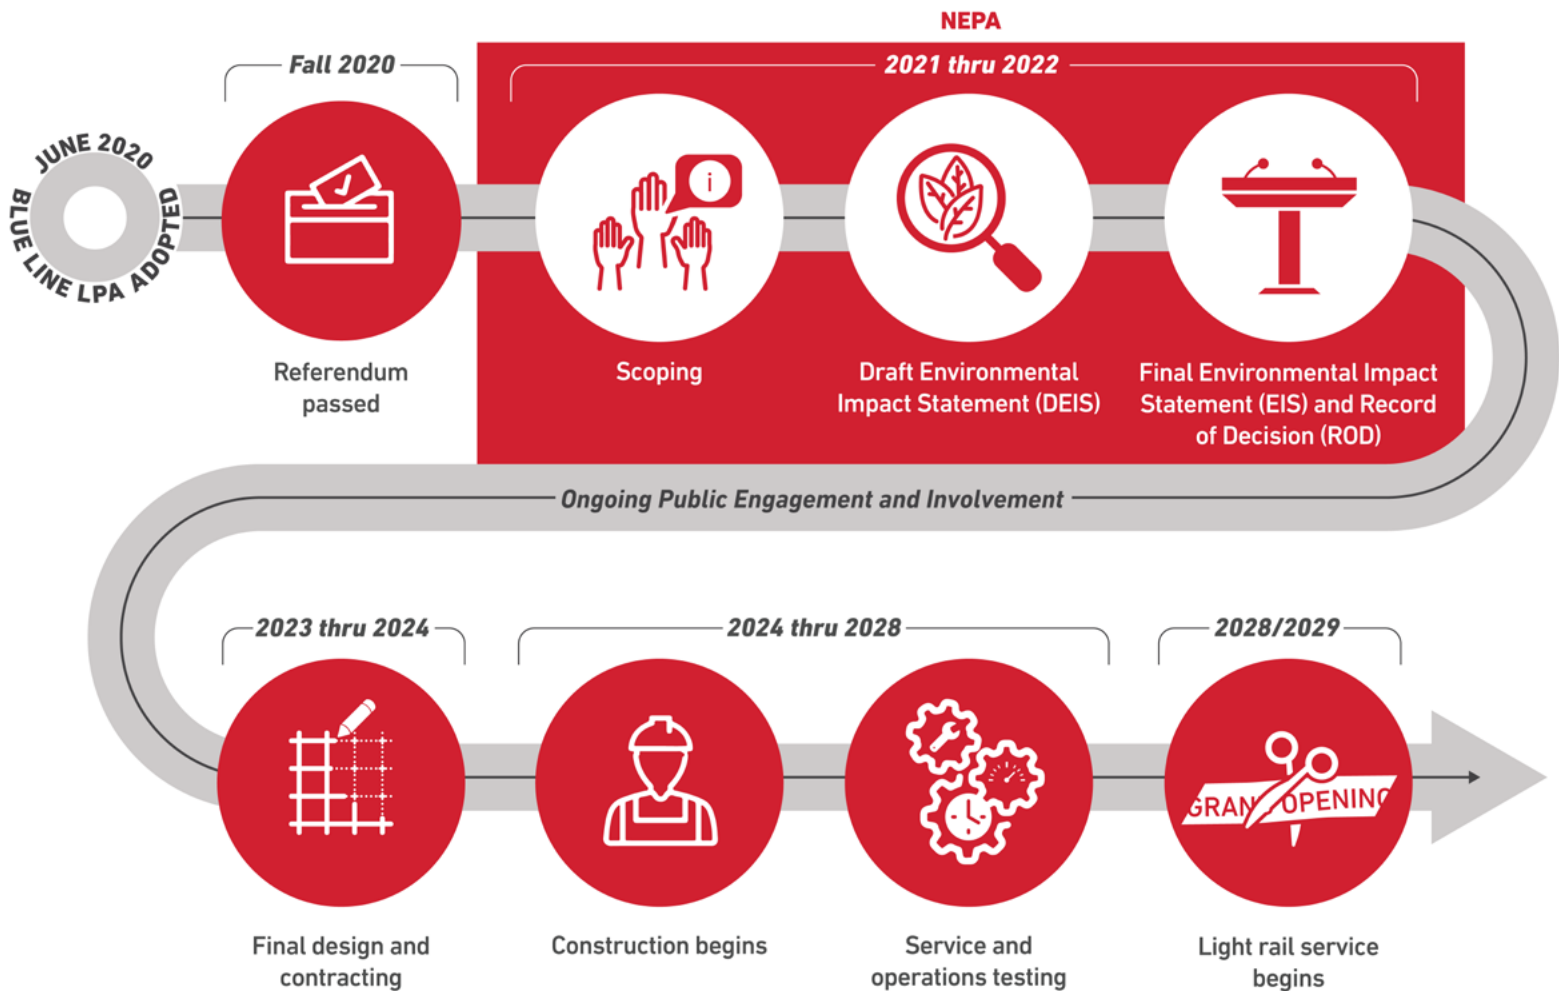 NEPA
Fall 2020
2021 thru 2022
JUNE 2020
BLUE LINE LPA ADOPTED
i
Referendum
passed
Scoping
Draft Environmental
Impact Statement (DEIS)
Final Environmental Impact
Statement (EIS) and Record
of Decision (ROD)
Ongoing Public Engagement and Involvement
2023 thru 2024
2024 thru 2028
2028/2029
GRAND OPENING
Final design and
contracting
Construction begins
Service and
operations testing
Light rail service
begins